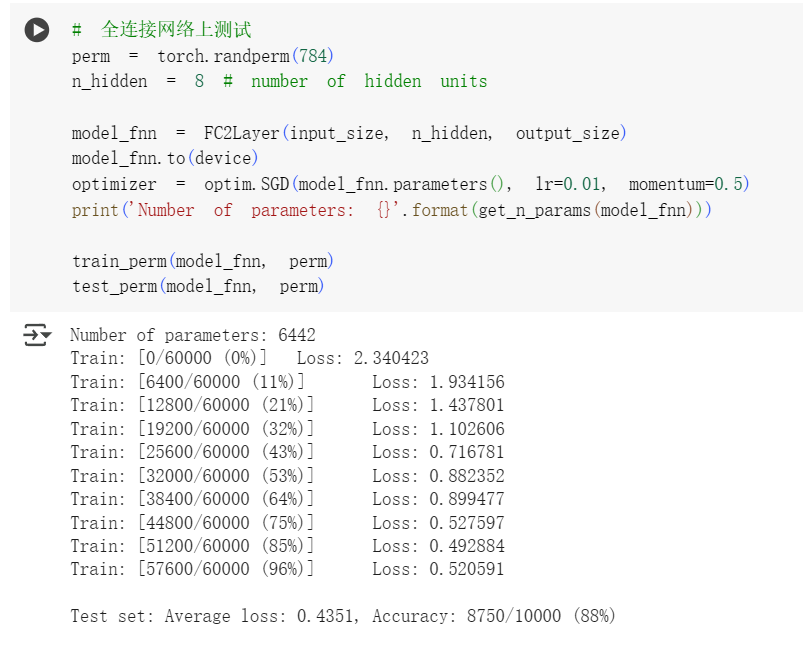 # 全连接网络上测试
perm = torch.randperm(784)
n_hidden = 8 # number of hidden units
model_fnn = FC2Layer(input_size, n_hidden, output_size)
model_fnn.to(device)
optimizer = optim.SGD(model_fnn.parameters(), lr=0.01, momentum=0.5)
print('Number of parameters: {}'.format(get_n_params(model_fnn)))
train_perm(model_fnn, perm)
test_perm(model_fnn, perm)
Number of parameters: 6442
Train: [0/60000 (0%)] Loss: 2.340423
Train: [6400/60000 (11%)] Loss: 1.934156
Train: [12800/60000 (21%)] Loss: 1.437801
Train: [19200/60000 (32%)] Loss: 1.102606
Train: [25600/60000 (43%)] Loss: 0.716781
Train: [32000/60000 (53%)] Loss: 0.882352
Train: [38400/60000 (64%)] Loss: 0.899477
Train: [44800/60000 (75%)] Loss: 0.527597
Train: [51200/60000 (85%)] Loss: 0.492884
Train: [57600/60000 (96%)] Loss: 0.520591
Test set: Average loss: 0.4351, Accuracy: 8750/10000 (88%)